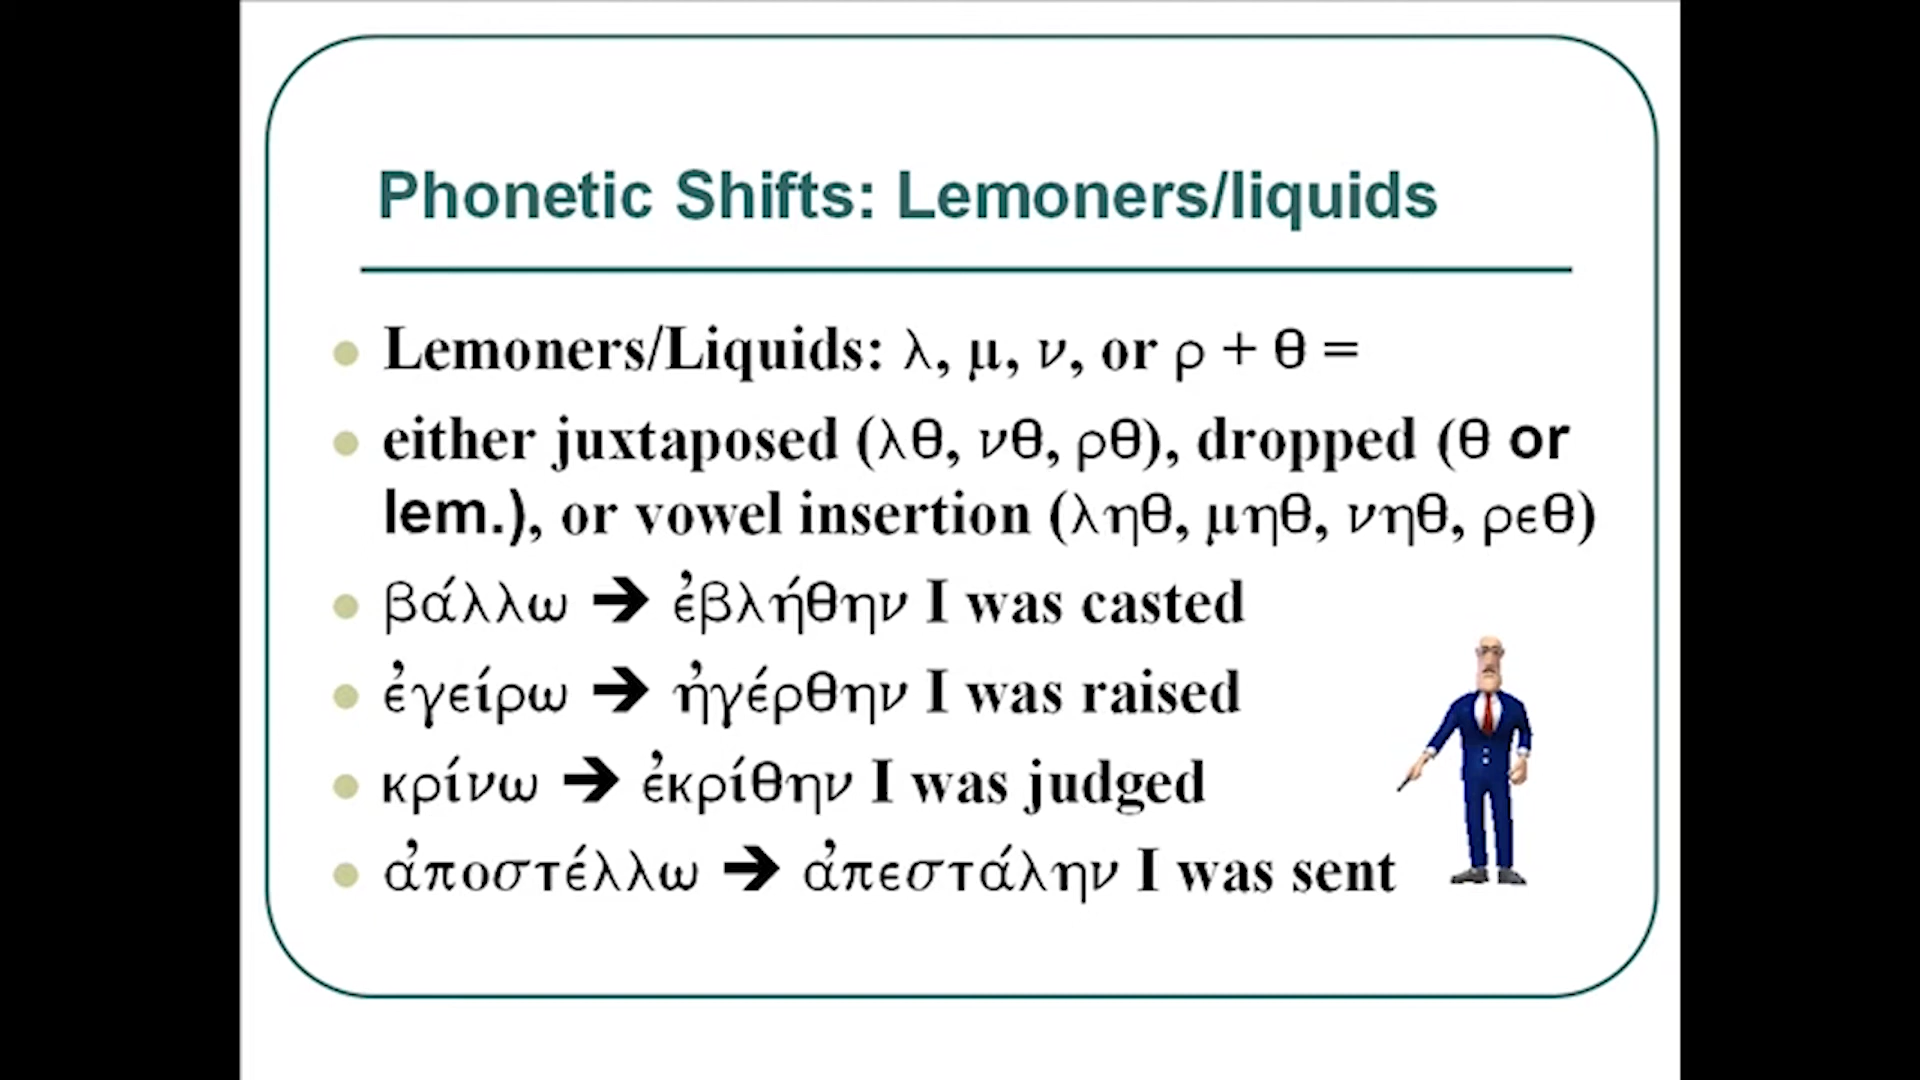 Phonetic Shifts: Lemoners/liquids
Lemoners/Liquids: λ, μ, ν, or ρ + θ =
either juxtaposed (λθ, νθ, ρθ), dropped (θ or
lem.), or vowel insertion (ληθ, μηθ, νηθ, ρεθ)
βάλλω ➔ ἐβλήθην I was casted
ἐγείρω ➔ ἠγέρθην I was raised
κρίνω ➔ ἐκρίθην I was judged
ἀποστέλλω ➔ ἀπεστάλην I was sent